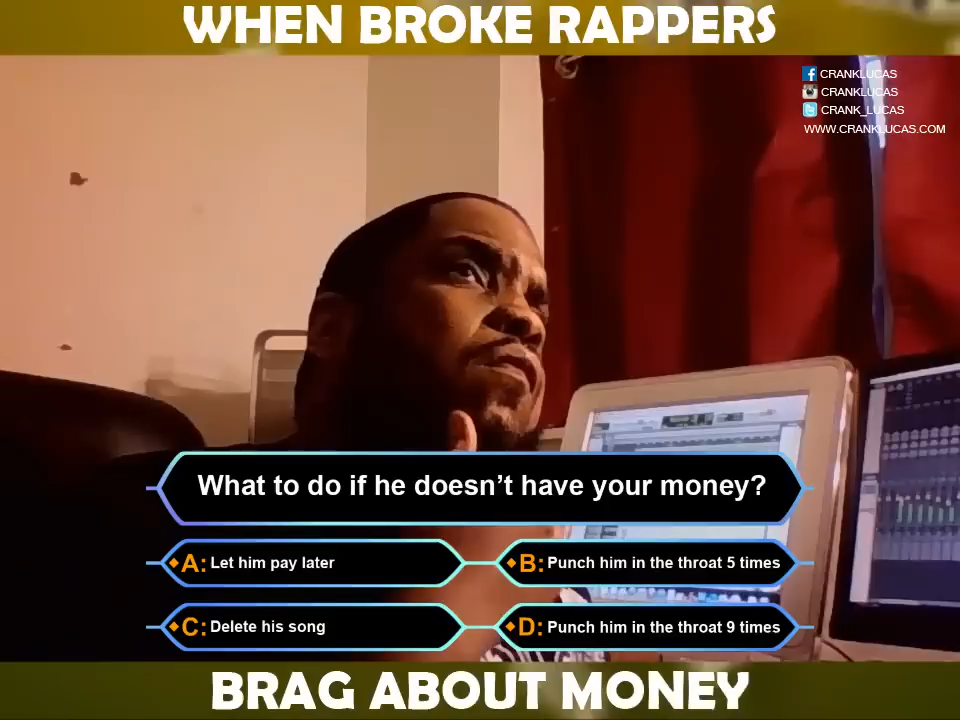 WHEN BROKE RAPPERS
CRANKLUCAS
CRANKLUCAS
CRANK_LUCAS
WWW.CRANKLUCAS.COM
What to do if he doesn’t have your money?
A: Let him pay later
B: Punch him in the throat 5 times
C: Delete his song
D: Punch him in the throat 9 times
BRAG ABOUT MONEY